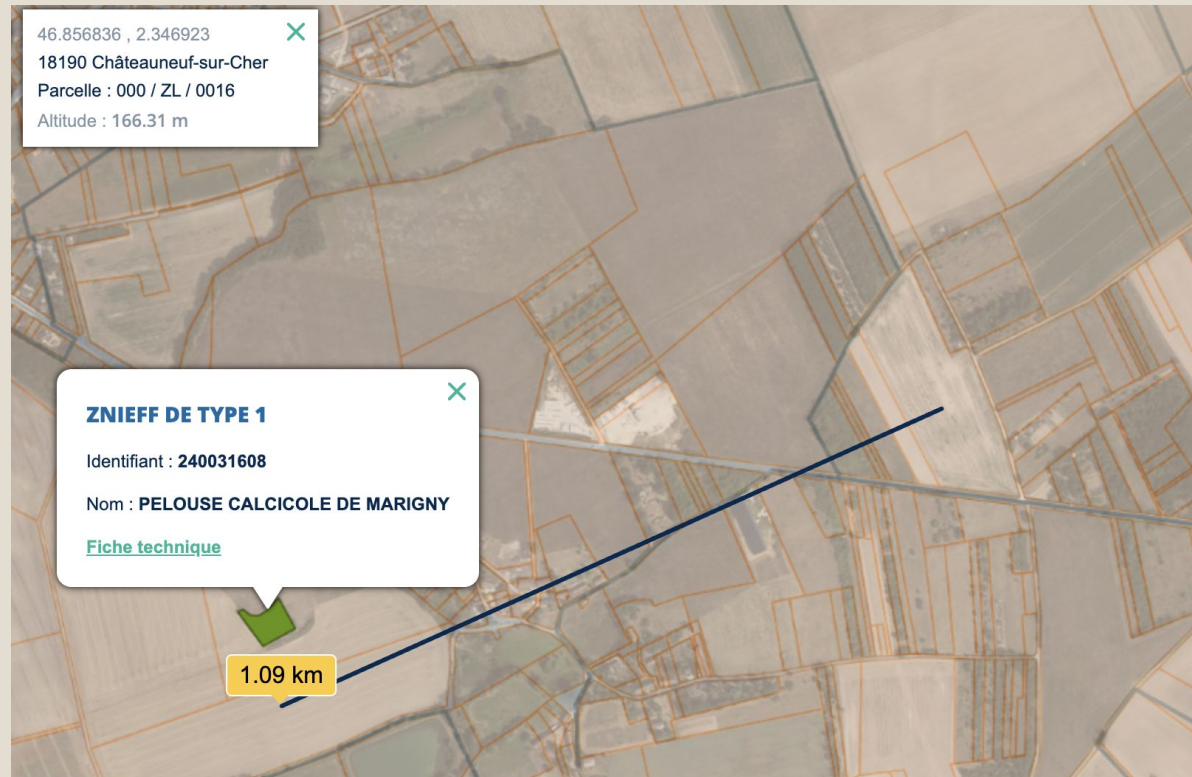 46.856836 , 2.346923
18190 Châteauneuf-sur-Cher
Parcelle : 000 / ZL / 0016
Altitude : 166.31 m
ZNIEFF DE TYPE 1
Identifiant : 240031608
Nom : PELOUSE CALCICOLE DE MARIGNY
Fiche technique
1.09 km